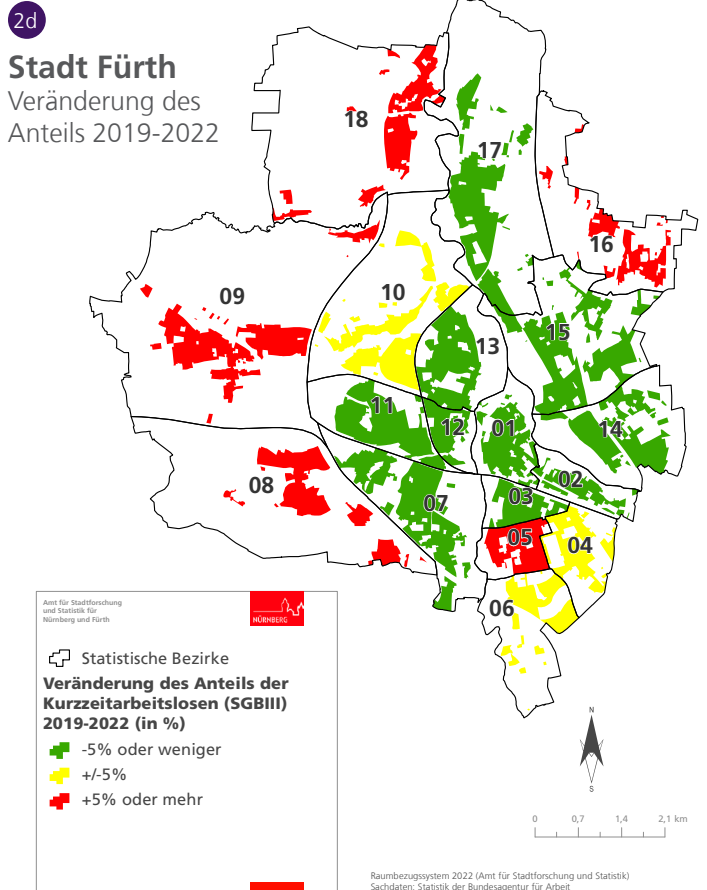 2d
Stadt Fürth
Veränderung des
Anteils 2019-2022
18
17
16
09
10
15
13
11
12
01
14
08
07
02
03
05
04
06
Amt für Stadtforschung
und Statistik für
Nürnberg und Fürth
NÜRNBERG
Statistische Bezirke
Veränderung des Anteils der
Kurzzeitarbeitslosen (SGBIII)
2019-2022 (in %)
-5% oder weniger
+/-5%
+5% oder mehr
N
S
0 0,7 1,4 2,1 km
Raumbezugssystem 2022 (Amt für Stadtforschung und Statistik)
Sachdaten: Statistik der Bundesagentur für Arbeit